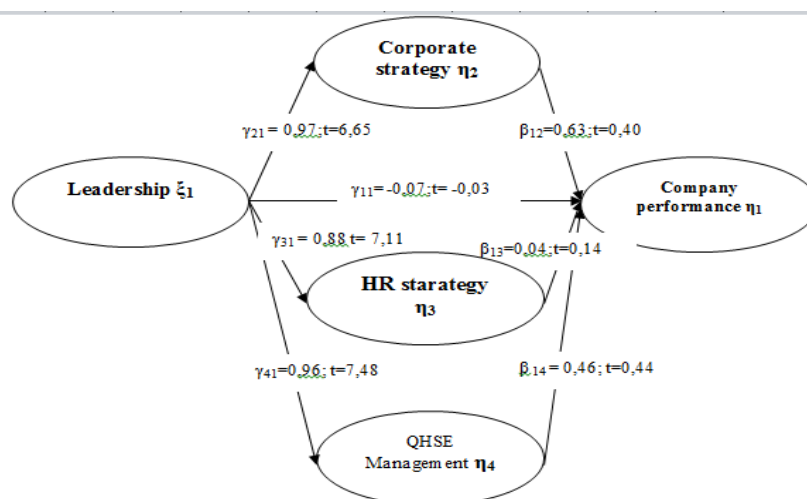 Corporate
strategy η2
γ21 = 0,97;t=6,65
β12=0,63;t=0,40
Leadership ξ1
γ11=-0,07;t= -0,03
Company
performance η1
γ31 = 0,88 t= 7,11
β13=0,04;t=0,14
HR starategy
η3
γ41=0,96; t=7,48
β14 = 0,46; t=0,44
QHSE
Management η4